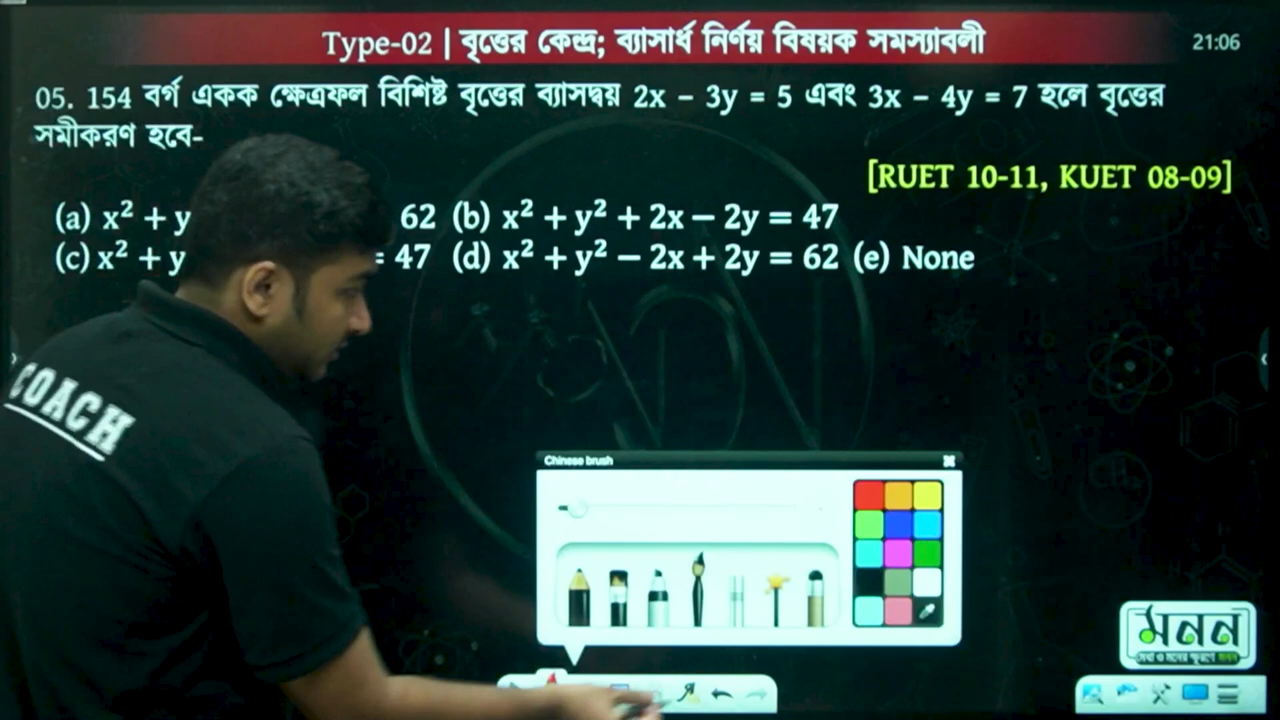 Type-02 | বৃত্তের কেন্দ্র; ব্যাসার্ধ নির্ণয় বিষয়ক সমস্যাবলী
21:06
05. 154 বর্গ একক ক্ষেত্রফল বিশিষ্ট বৃত্তের ব্যাসদ্বয় 2x − 3y = 5 এবং 3x − 4y = 7 হলে বৃত্তের
সমীকরণ হবে-
[RUET 10-11, KUET 08-09]
(a) x² + y 62 (b) x² + y² + 2x − 2y = 47
(c) x² + y = 47 (d) x² + y² − 2x + 2y = 62 (e) None
COACH
Chinese brush
মনন